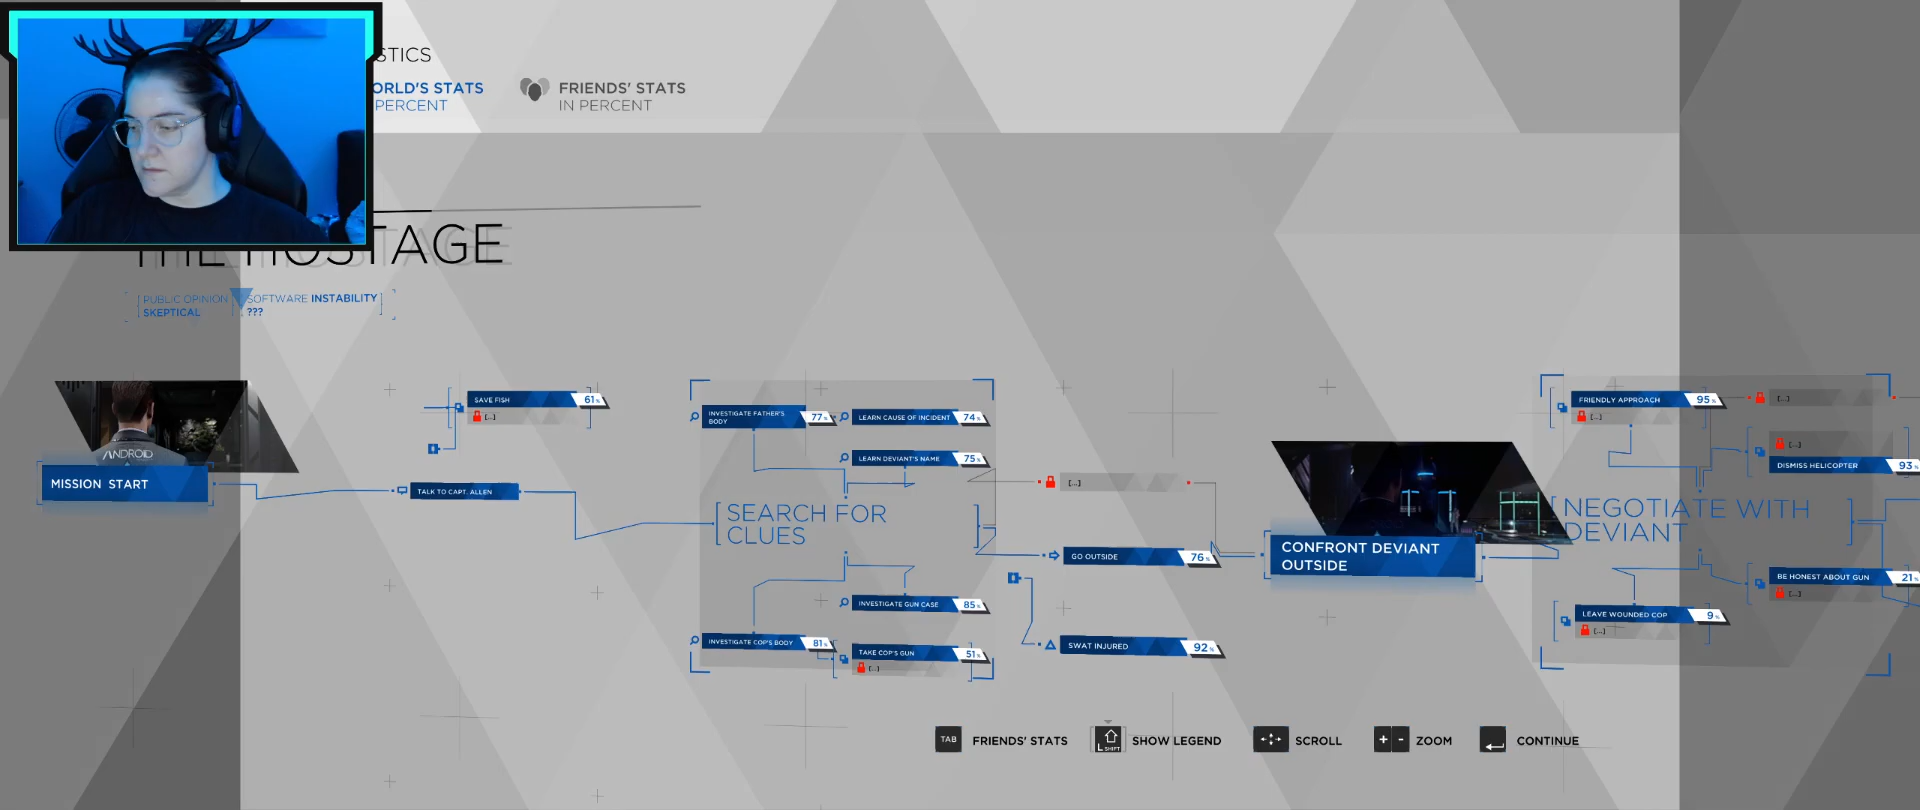 STICS
ORLD'S STATS
PERCENT
FRIENDS' STATS
IN PERCENT
THE HOSTAGE
PUBLIC OPINION
SKEPTICAL
SOFTWARE INSTABILITY
???
ANDROID
MISSION START
SAVE FISH 61%
[...]
TALK TO CAPT. ALLEN
INVESTIGATE FATHER'S
BODY 77%
LEARN CAUSE OF INCIDENT 74%
LEARN DEVIANT'S NAME 75%
SEARCH FOR
CLUES
INVESTIGATE GUN CASE 85%
INVESTIGATE COP'S BODY 81%
TAKE COP'S GUN 51%
[...]
[...]
GO OUTSIDE 76%
SWAT INJURED 92%
CONFRONT DEVIANT
OUTSIDE
FRIENDLY APPROACH 95%
[...]
[...]
[...]
DISMISS HELICOPTER 93
NEGOTIATE WITH
DEVIANT
BE HONEST ABOUT GUN 21
[...]
LEAVE WOUNDED COP 9%
[...]
TAB FRIENDS' STATS
L SHIFT SHOW LEGEND
SCROLL
+ - ZOOM
CONTINUE